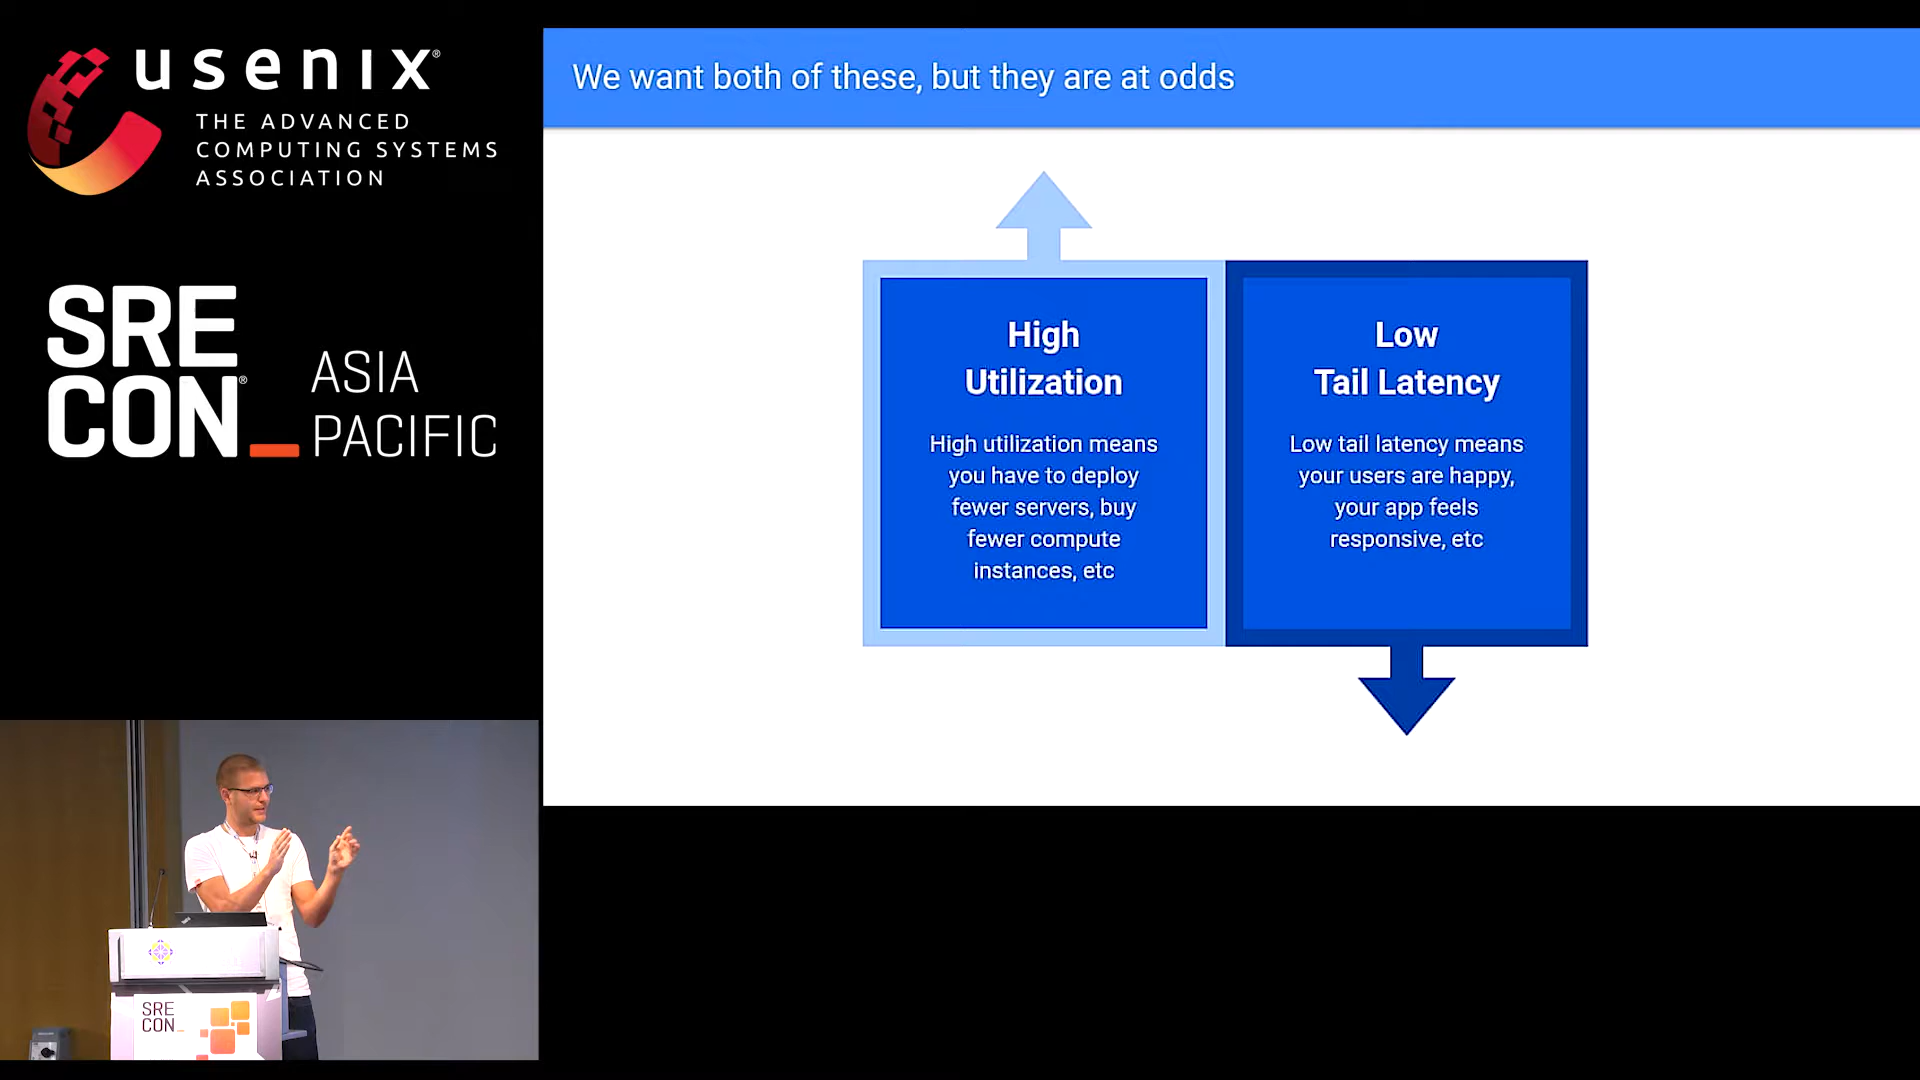 usenix®
THE ADVANCED
COMPUTING SYSTEMS
ASSOCIATION
SRE
CON_®
ASIA
PACIFIC
We want both of these, but they are at odds
High
Utilization
High utilization means
you have to deploy
fewer servers, buy
fewer compute
instances, etc
Low
Tail Latency
Low tail latency means
your users are happy,
your app feels
responsive, etc
SRE
CON_